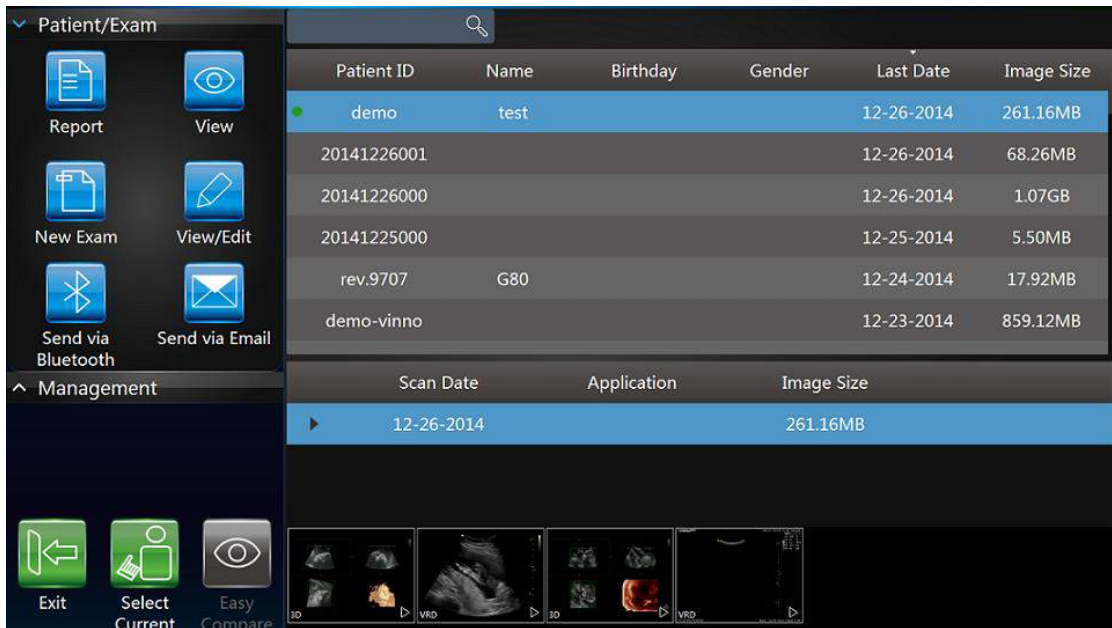 Patient/Exam
Report
View
New Exam
View/Edit
Send via
Bluetooth
Send via Email
Management
Exit
Select
Current
Easy
Compare
Patient ID Name Birthday Gender Last Date Image Size
demo test 12-26-2014 261.16MB
20141226001 12-26-2014 68.26MB
20141226000 12-26-2014 1.07GB
20141225000 12-25-2014 5.50MB
rev.9707 G80 12-24-2014 17.92MB
demo-vinno 12-23-2014 859.12MB
Scan Date Application Image Size
12-26-2014 261.16MB
3D
VRD
3D
VRD